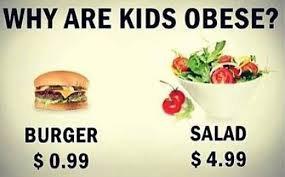 WHY ARE KIDS OBESE?
BURGER
$ 0.99
SALAD
$ 4.99